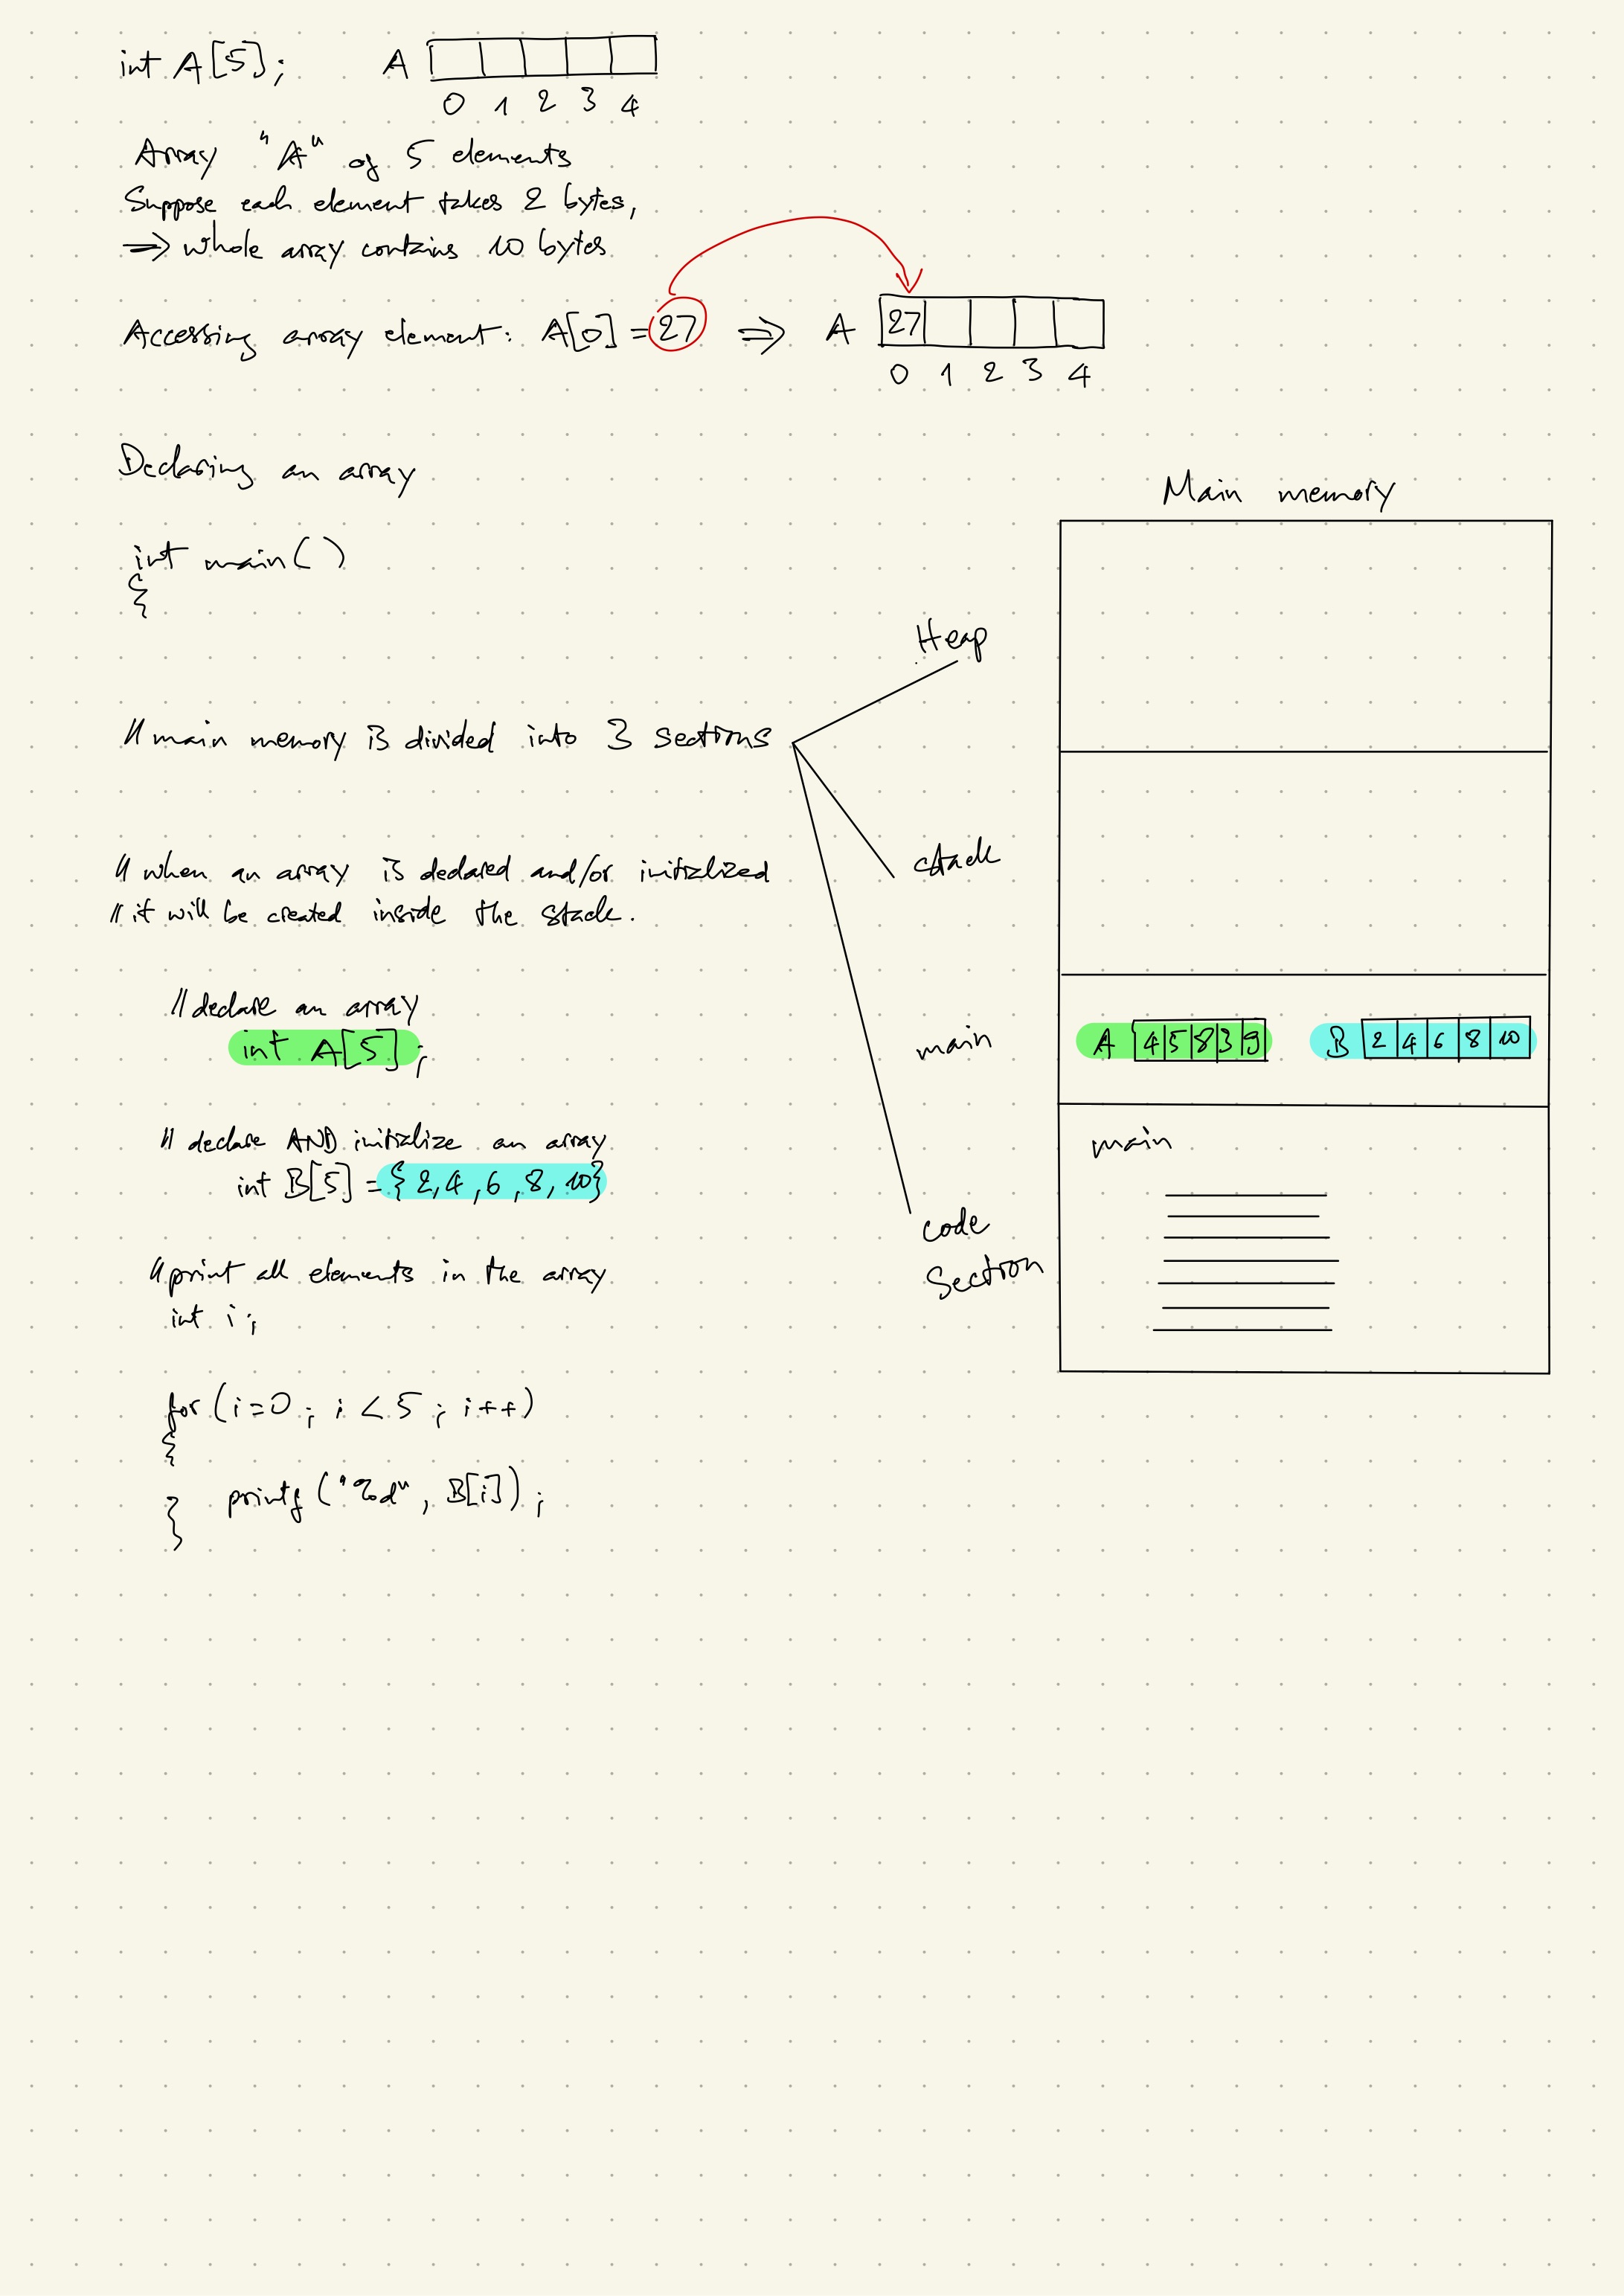 int A[5];
A
0 1 2 3 4
Array "A" of 5 elements
Suppose each element takes 2 bytes,
=> whole array contains 10 bytes
Accessing array element: A[0] = 27 => A 27
0 1 2 3 4
Declaring an array
Main memory
int main()
{
Heap
// main memory is divided into 3 sections
stack
// when an array is declared and/or initialized
// it will be created inside the stack.
// declare an array
int A[5];
main
A 4 5 8 3 9
B 2 4 6 8 10
// declare AND initialize an array
int B[5] = {2,4,6,8,10}
main
code
section
// print all elements in the array
int i;
for (i=0; i<5; i++)
{
printf("%d", B[i]);
}